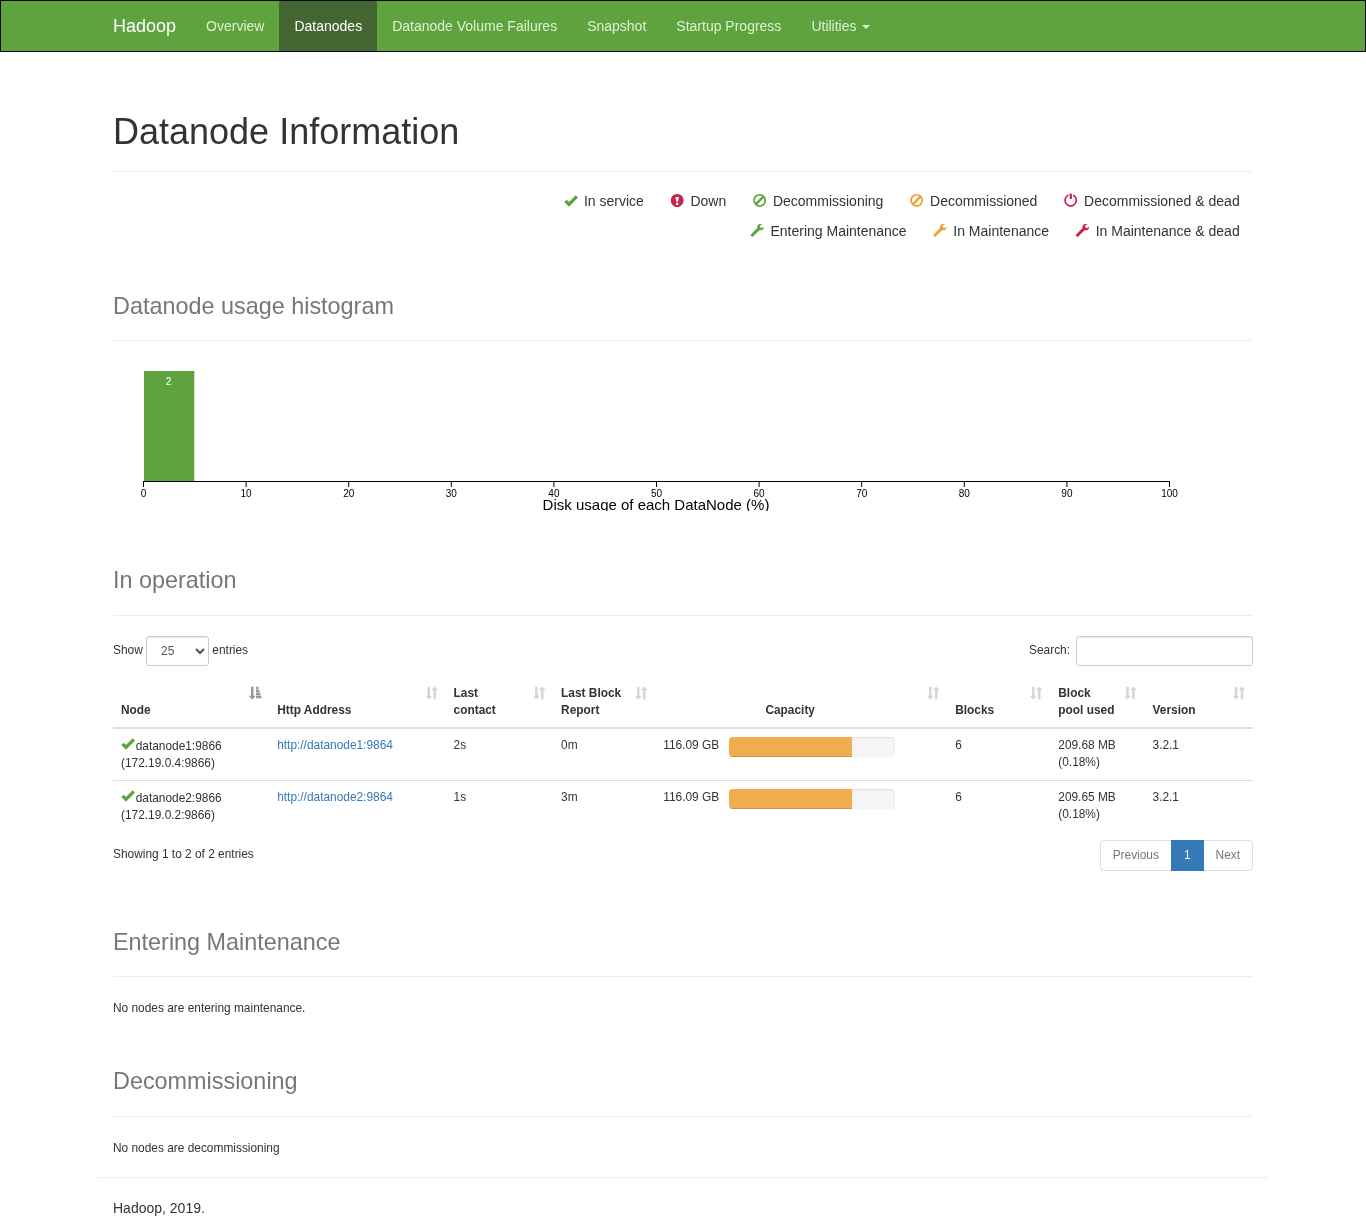 Hadoop Overview Datanodes Datanode Volume Failures Snapshot Startup Progress Utilities
Datanode Information
In service Down Decommissioning Decommissioned Decommissioned & dead
Entering Maintenance In Maintenance In Maintenance & dead
Datanode usage histogram
2
0 10 20 30 40 50 60 70 80 90 100
Disk usage of each DataNode (%)
In operation
Show 25 entries Search:
Last Last Block Block
Node Http Address contact Report Capacity Blocks pool used Version
datanode1:9866 http://datanode1:9864 2s 0m 116.09 GB 6 209.68 MB 3.2.1
(172.19.0.4:9866) (0.18%)
datanode2:9866 http://datanode2:9864 1s 3m 116.09 GB 6 209.65 MB 3.2.1
(172.19.0.2:9866) (0.18%)
Showing 1 to 2 of 2 entries Previous 1 Next
Entering Maintenance
No nodes are entering maintenance.
Decommissioning
No nodes are decommissioning
Hadoop, 2019.